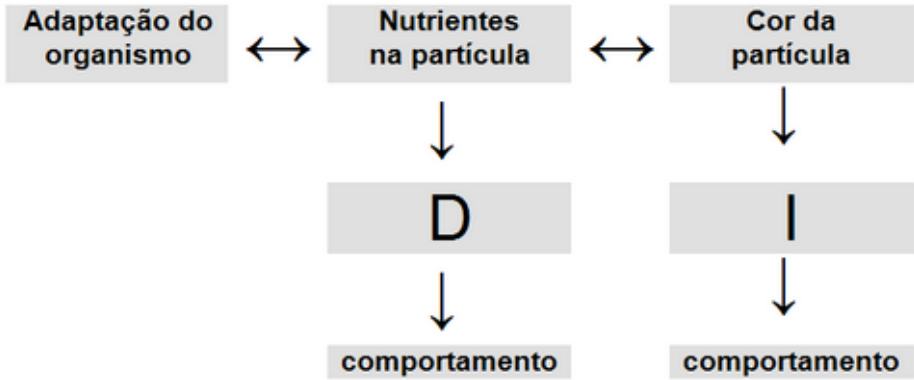 Adaptação do
organismo
Nutrientes
na partícula
Cor da
partícula
D
I
comportamento
comportamento